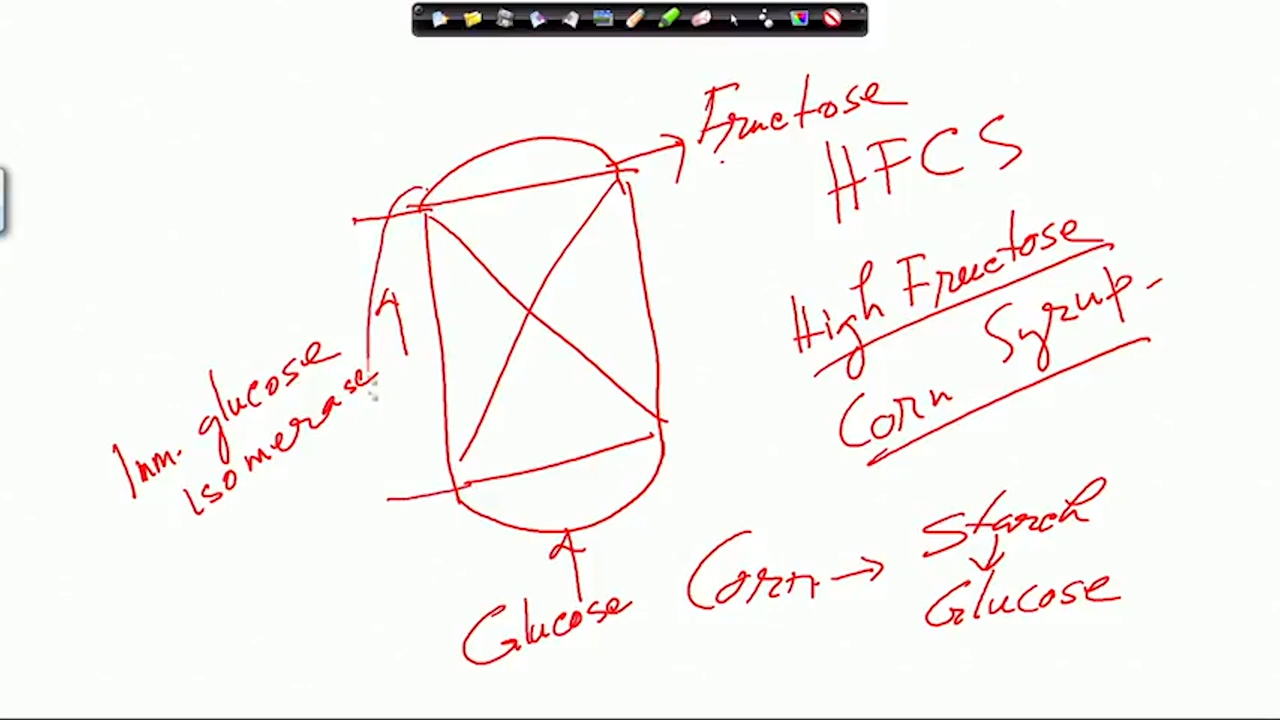 Fructose
HFCS
High Fructose
Corn Syrup
Imm. glucose
isomerase
Glucose
Corn → Starch
↓
Glucose